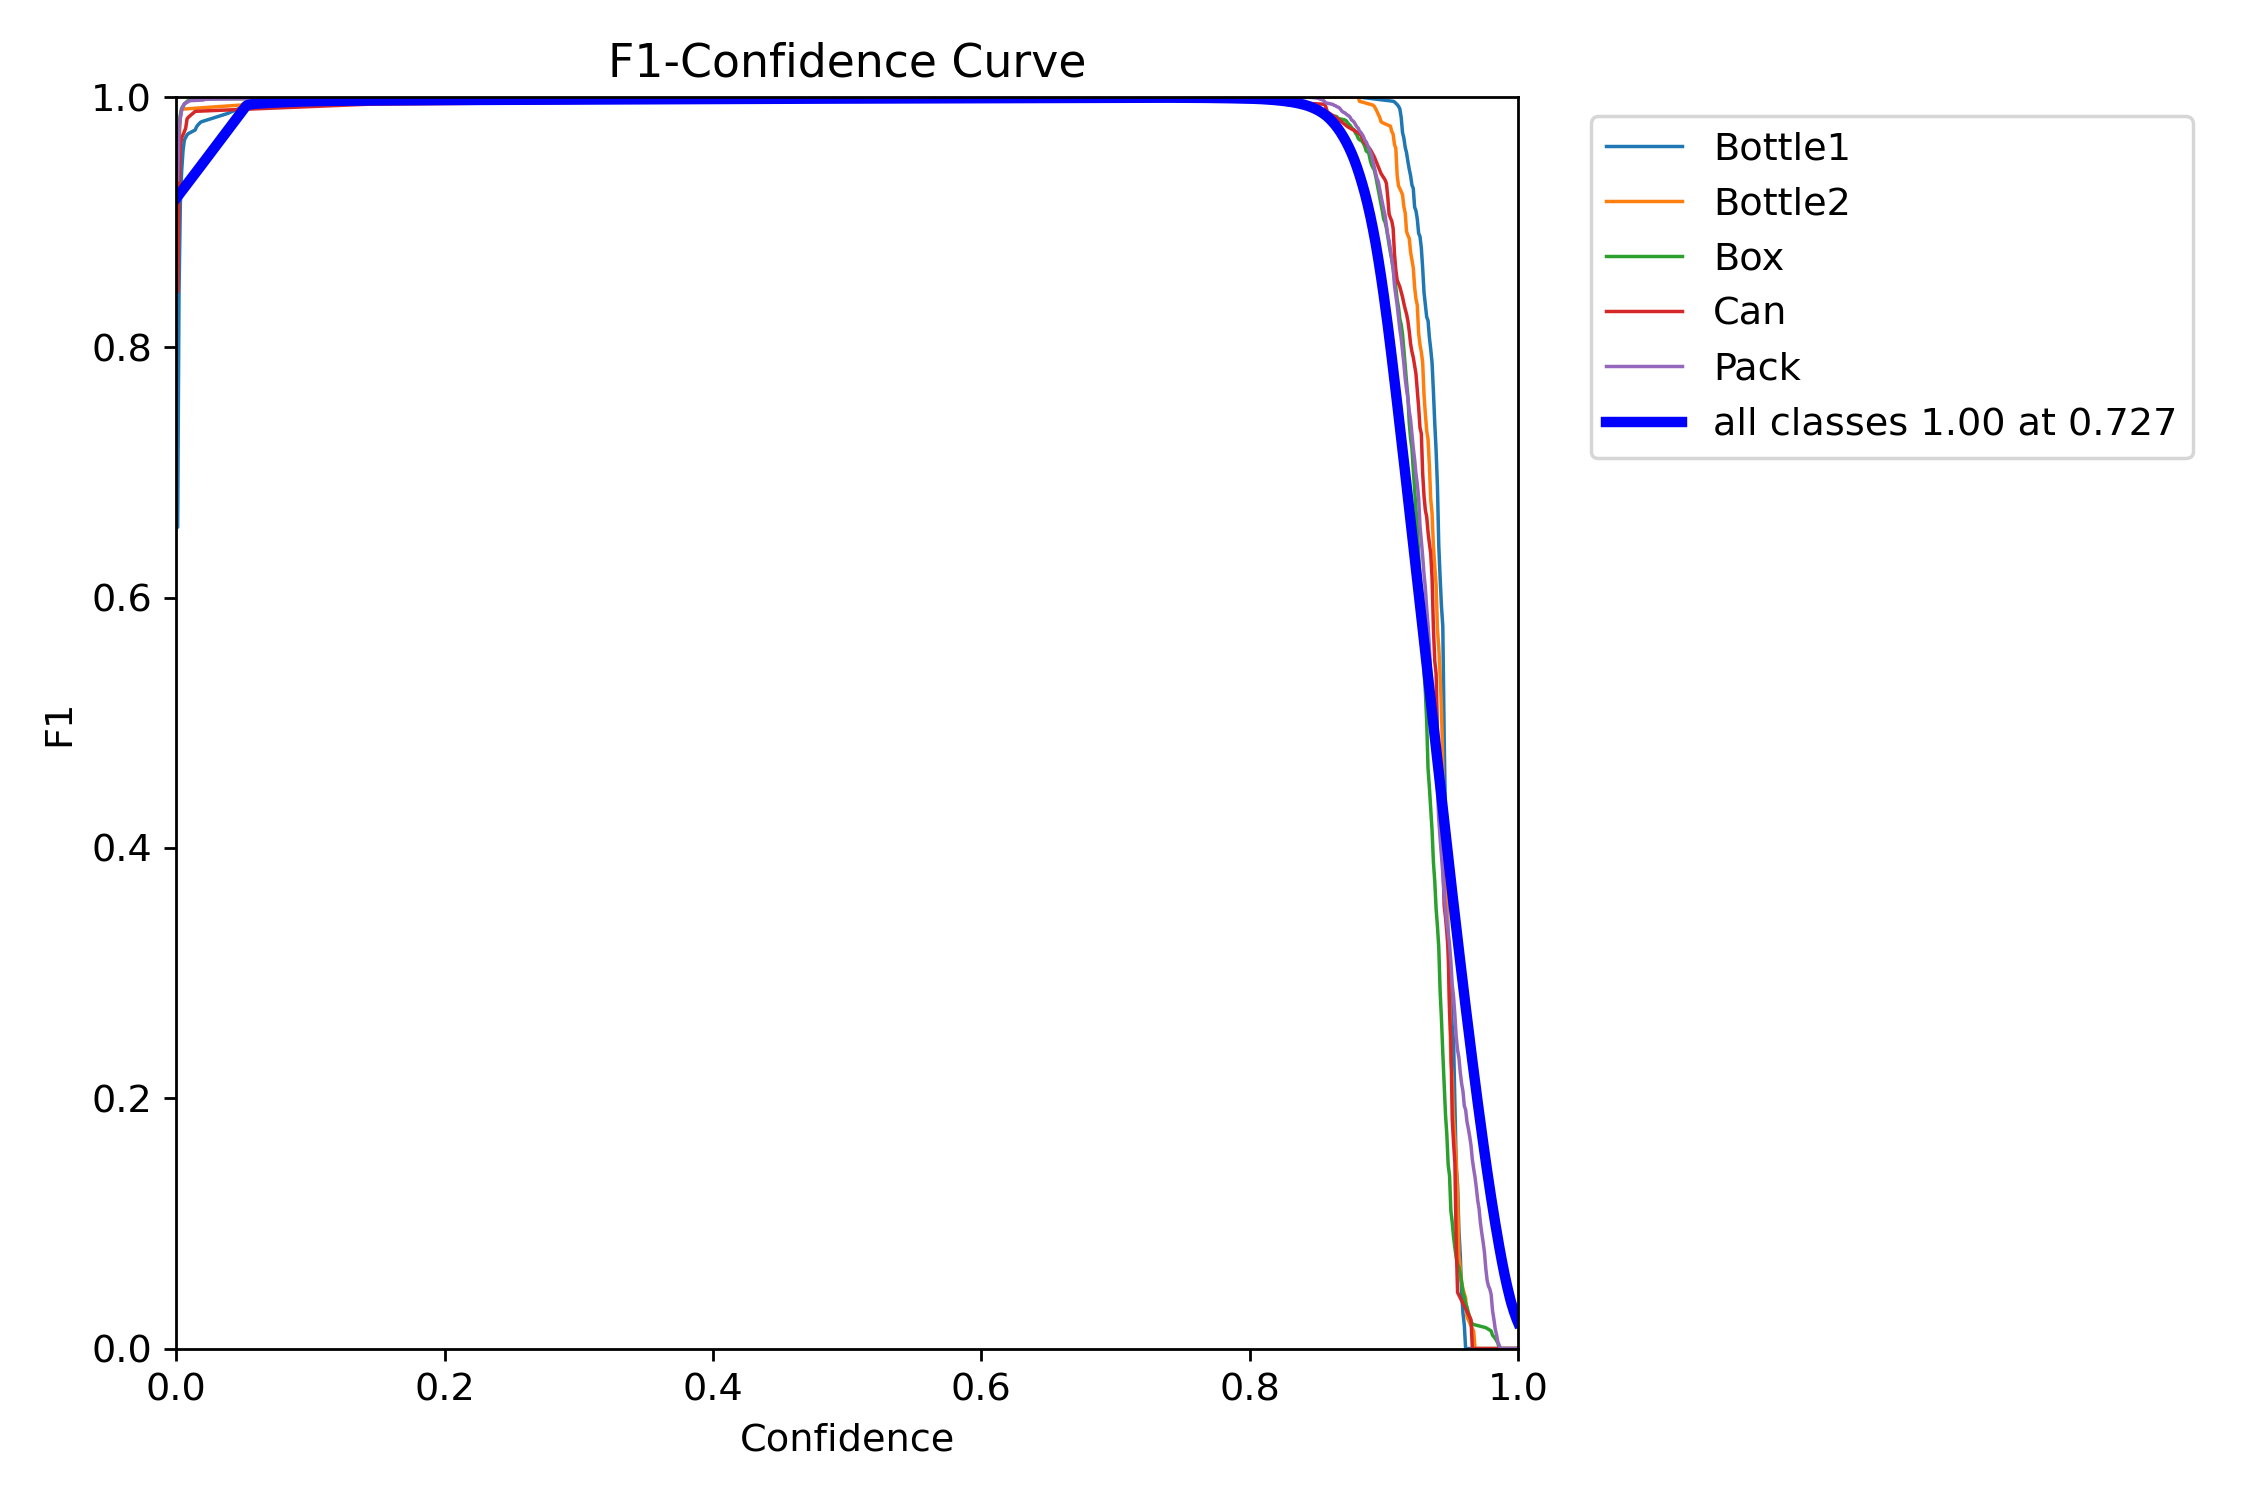 F1-Confidence Curve
1.0
0.8
0.6
0.4
0.2
0.0
F1
0.0 0.2 0.4 0.6 0.8 1.0
Confidence
Bottle1
Bottle2
Box
Can
Pack
all classes 1.00 at 0.727